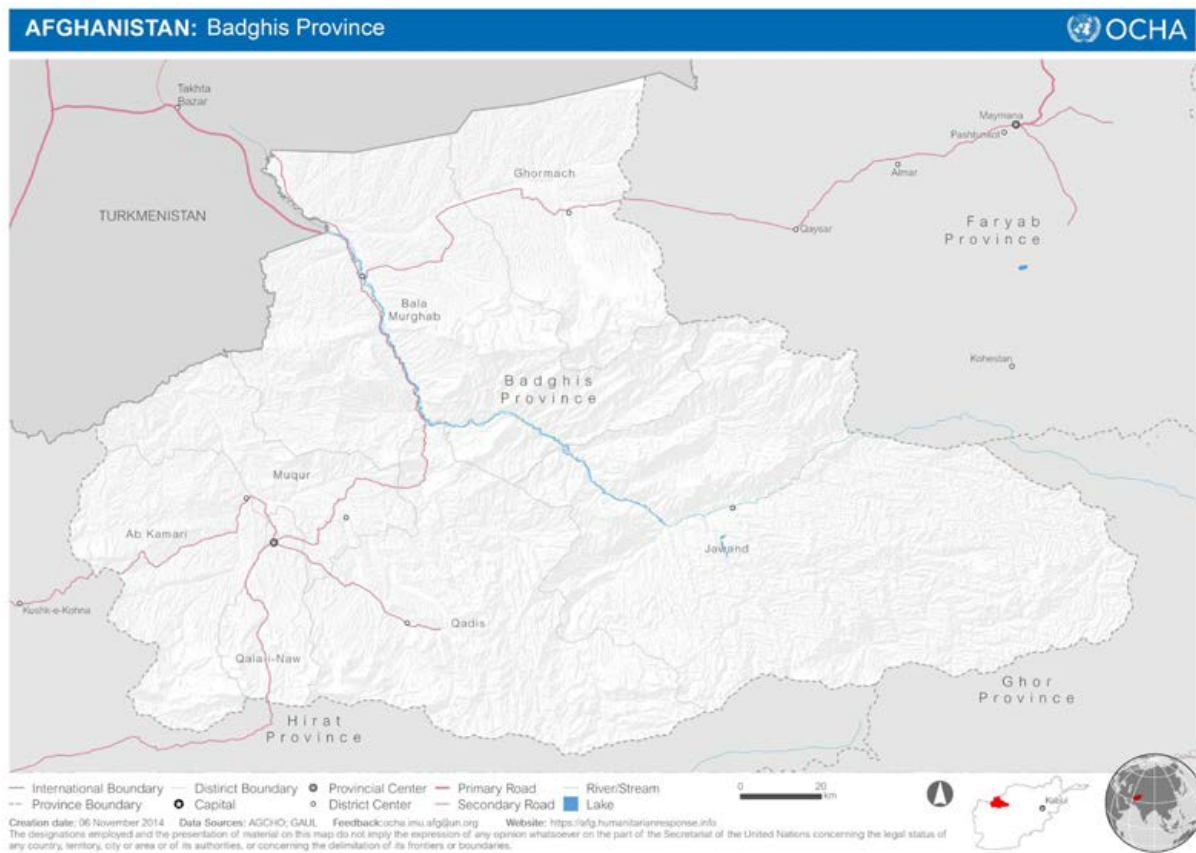 AFGHANISTAN: Badghis Province
OCHA
Takhta
Bazar
Maymana
Pashtunkot
Ghormach
Almar
TURKMENISTAN
Qaysar
Faryab
Province
Bala
Murghab
Kohestan
Badghis
Province
Muqur
Ab Kamari
Jawand
Kushk-e-Kohna
Qadis
Qala-i-Naw
Ghor
Province
Hirat
Province
International Boundary
District Boundary
Provincial Center
Primary Road
River/Stream
0
20
km
Province Boundary
Capital
District Center
Secondary Road
Lake
Kabul
Creation date: 06 November 2014 Data Sources: AGCHO; GAUL Feedback:ocha.imu.afg@un.org Website: https://afg.humanitarianresponse.info
The designations employed and the presentation of material on this map do not imply the expression of any opinion whatsoever on the part of the Secretariat of the United Nations concerning the legal status of
any country, territory, city or area or of its authorities, or concerning the delimitation of its frontiers or boundaries.